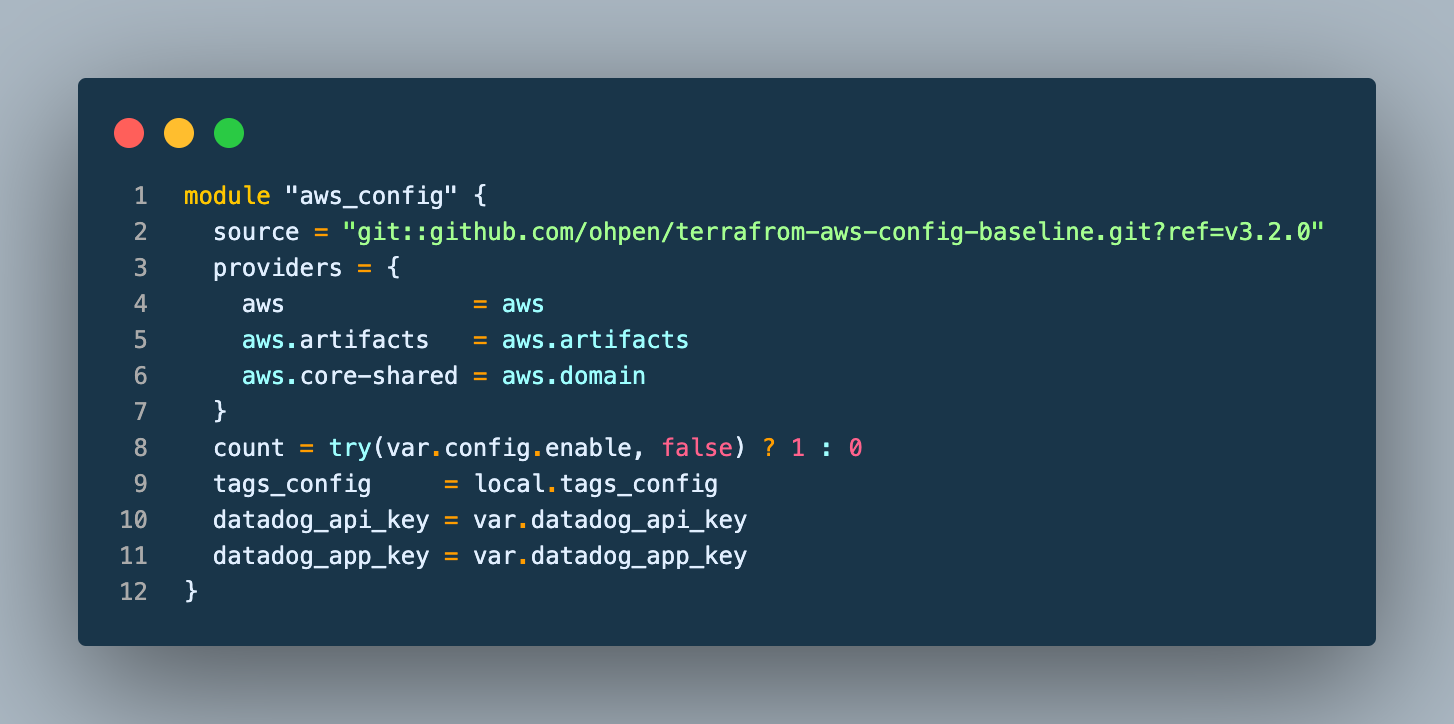 1 module "aws_config" {
2   source = "git::github.com/ohpen/terrafrom-aws-config-baseline.git?ref=v3.2.0"
3   providers = {
4     aws             = aws
5     aws.artifacts   = aws.artifacts
6     aws.core-shared = aws.domain
7   }
8   count = try(var.config.enable, false) ? 1 : 0
9   tags_config     = local.tags_config
10   datadog_api_key = var.datadog_api_key
11   datadog_app_key = var.datadog_app_key
12 }